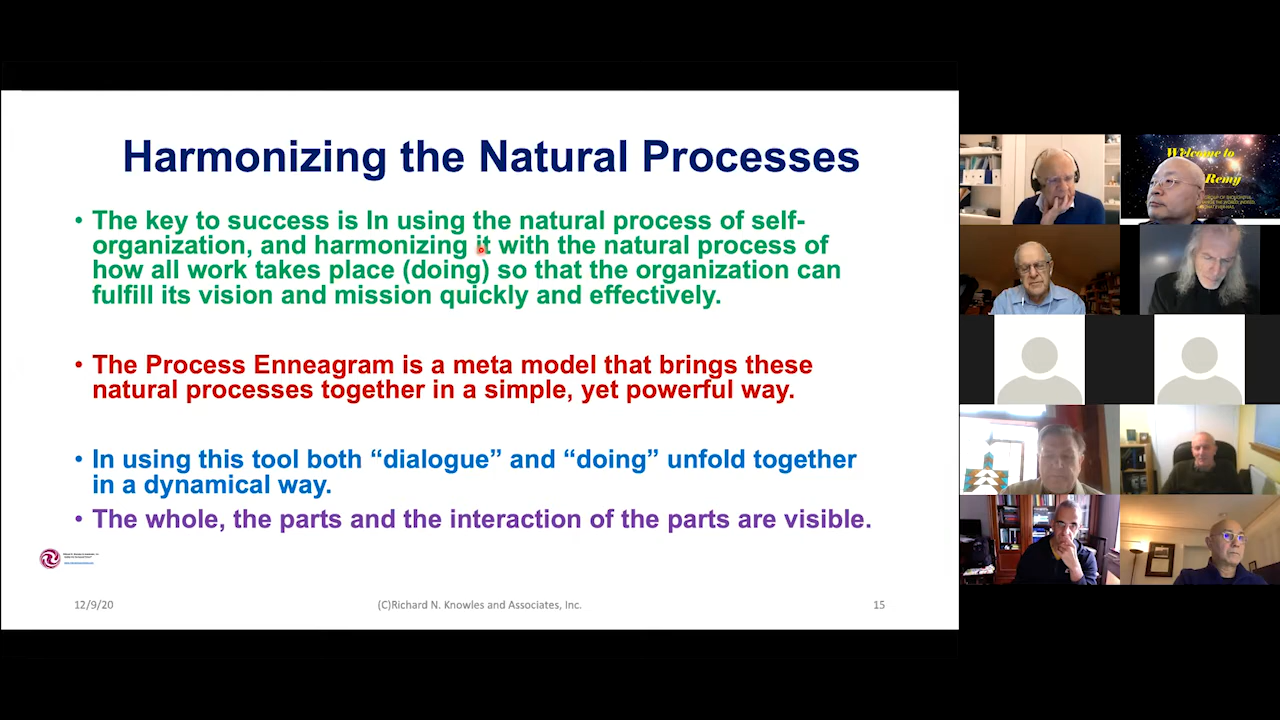 Harmonizing the Natural Processes
• The key to success is In using the natural process of self-
organization, and harmonizing it with the natural process of
how all work takes place (doing) so that the organization can
fulfill its vision and mission quickly and effectively.
• The Process Enneagram is a meta model that brings these
natural processes together in a simple, yet powerful way.
• In using this tool both “dialogue” and “doing” unfold together
in a dynamical way.
• The whole, the parts and the interaction of the parts are visible.
12/9/20
(C)Richard N. Knowles and Associates, Inc.
15
Welcome to
Remy